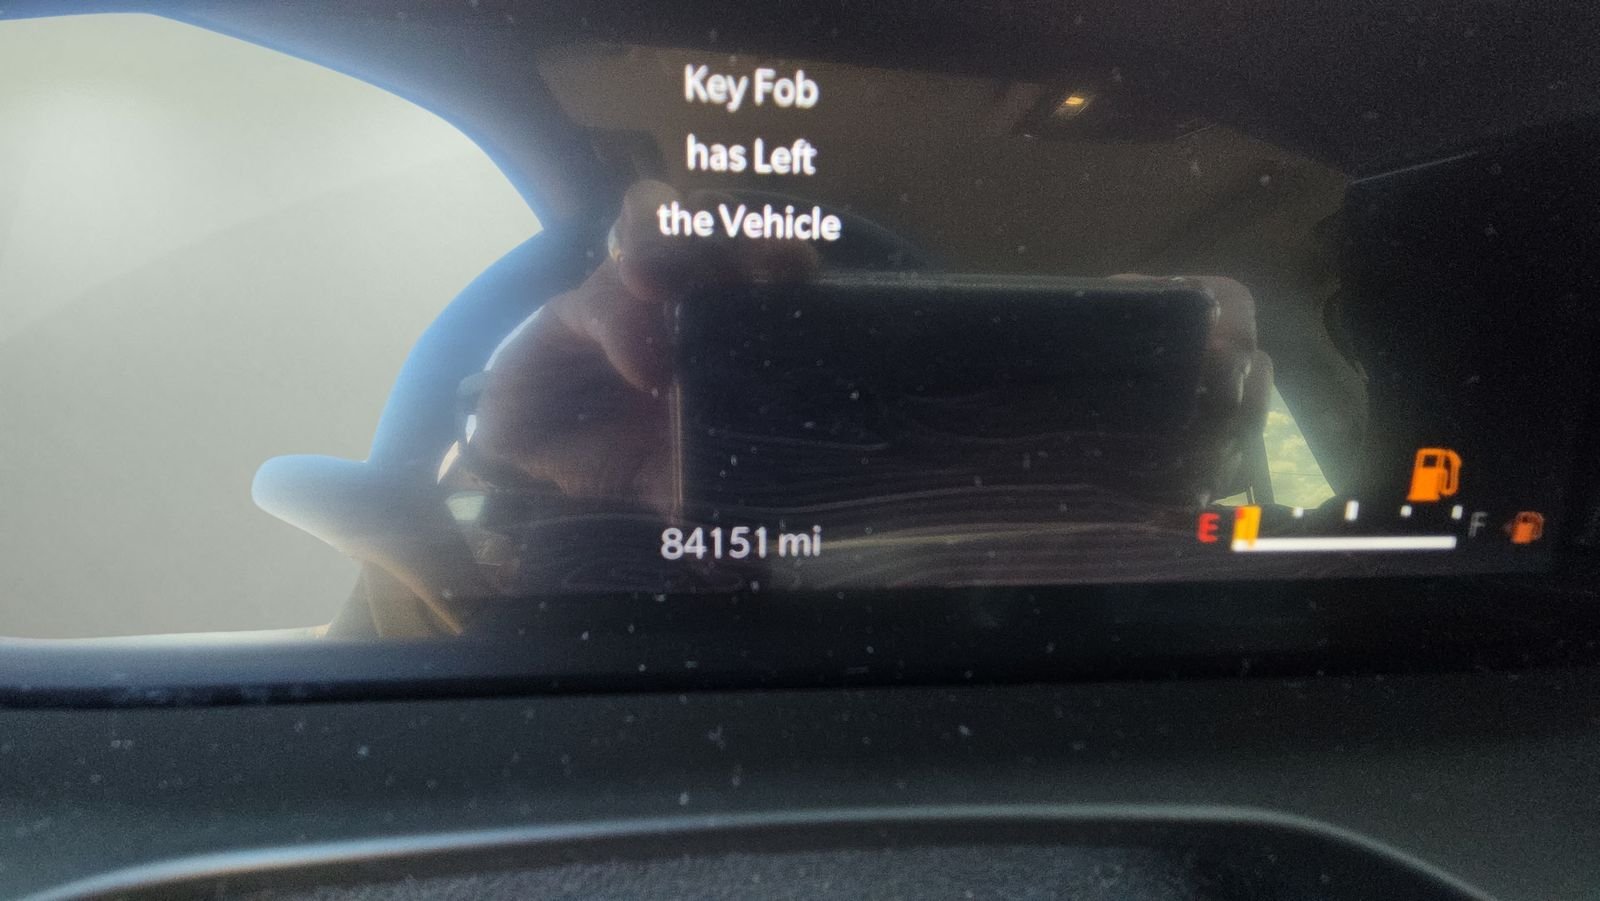 Key Fob
has Left
the Vehicle
84151 mi
E F